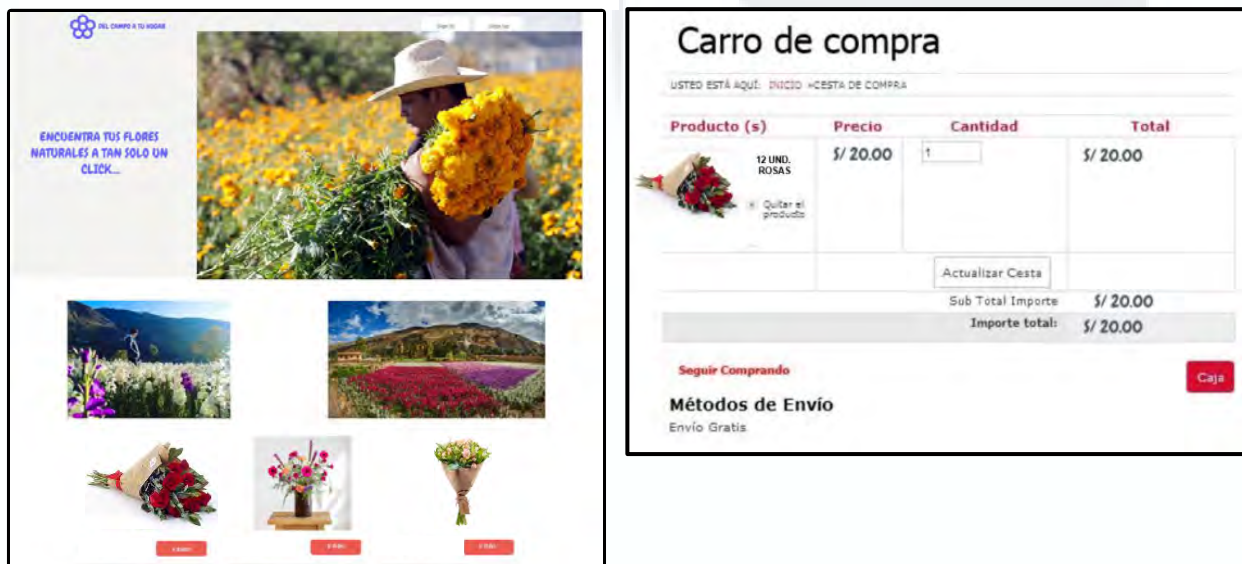 DEL CAMPO A TU HOGAR
ENCUENTRA TUS FLORES
NATURALES A TAN SOLO UN
CLICK...
Carro de compra
USTED ESTÁ AQUÍ: INICIO »CESTA DE COMPRA
Producto (s) Precio Cantidad Total
12 UND. S/ 20.00 1 S/ 20.00
ROSAS
Quitar el
producto
Actualizar Cesta
Sub Total Importe S/ 20.00
Importe total: S/ 20.00
Seguir Comprando
Caja
Métodos de Envío
Envío Gratis